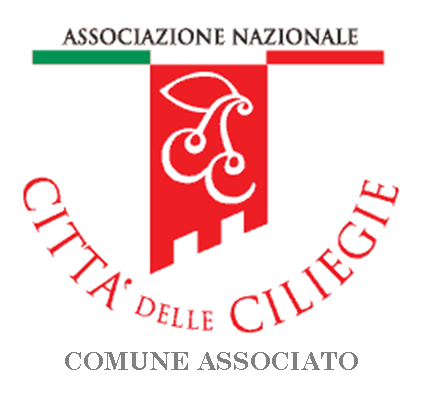 ASSOCIAZIONE NAZIONALE
CITTA' DELLE CILIEGIE
COMUNE ASSOCIATO